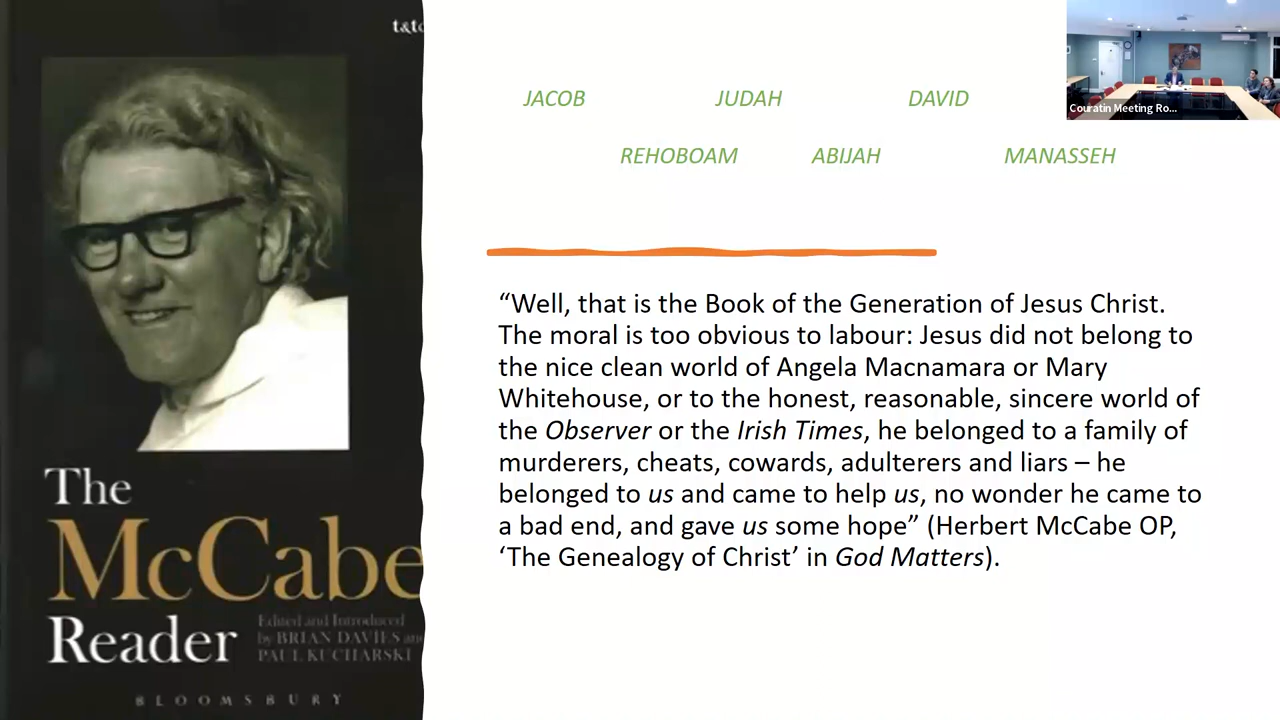 t&tc
The
McCabe
Reader
Edited and Introduced
by BRIAN DAVIES and
PAUL KUCHARSKI
BLOOMSBURY
JACOB JUDAH DAVID
REHOBOAM ABIJAH MANASSEH
“Well, that is the Book of the Generation of Jesus Christ.
The moral is too obvious to labour: Jesus did not belong to
the nice clean world of Angela Macnamara or Mary
Whitehouse, or to the honest, reasonable, sincere world of
the Observer or the Irish Times, he belonged to a family of
murderers, cheats, cowards, adulterers and liars – he
belonged to us and came to help us, no wonder he came to
a bad end, and gave us some hope” (Herbert McCabe OP,
‘The Genealogy of Christ’ in God Matters).
Couratin Meeting Ro...